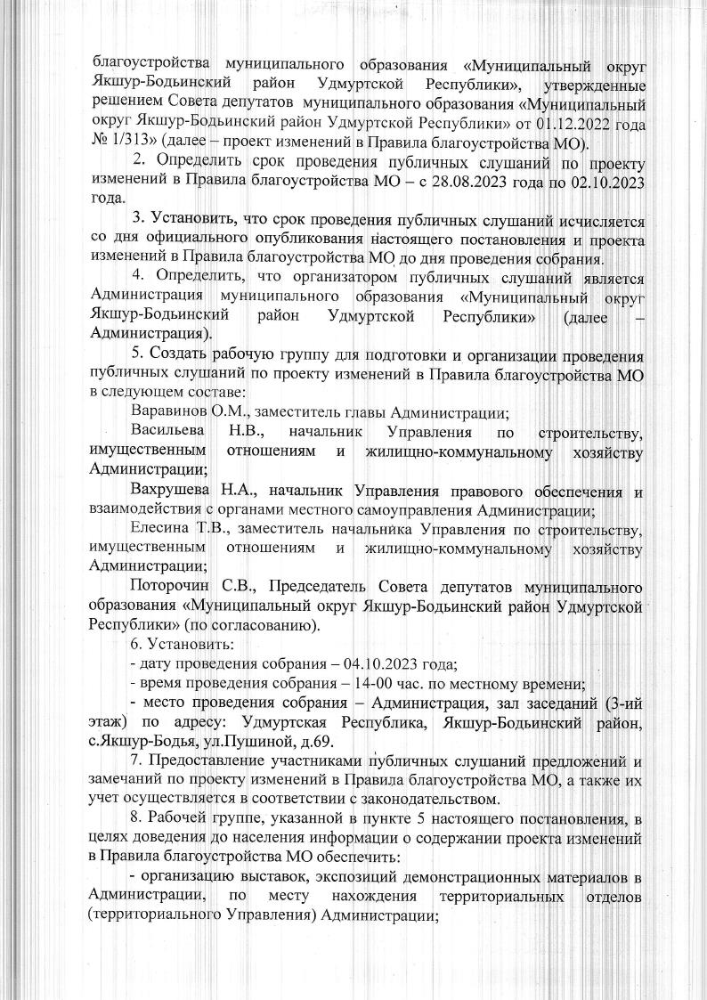 благоустройства муниципального образования «Муниципальный округ
Якшур-Бодьинский район Удмуртской Республики», утвержденные
решением Совета депутатов муниципального образования «Муниципальный
округ Якшур-Бодьинский район Удмуртской Республики» от 01.12.2022 года
№ 1/313» (далее – проект изменений в Правила благоустройства МО).
2. Определить срок проведения публичных слушаний по проекту
изменений в Правила благоустройства МО – с 28.08.2023 года по 02.10.2023
года.
3. Установить, что срок проведения публичных слушаний исчисляется
со дня официального опубликования настоящего постановления и проекта
изменений в Правила благоустройства МО до дня проведения собрания.
4. Определить, что организатором публичных слушаний является
Администрация муниципального образования «Муниципальный округ
Якшур-Бодьинский район Удмуртской Республики» (далее –
Администрация).
5. Создать рабочую группу для подготовки и организации проведения
публичных слушаний по проекту изменений в Правила благоустройства МО
в следующем составе:
Варавинов О.М., заместитель главы Администрации;
Васильева Н.В., начальник Управления по строительству,
имущественным отношениям и жилищно-коммунальному хозяйству
Администрации;
Вахрушева Н.А., начальник Управления правового обеспечения и
взаимодействия с органами местного самоуправления Администрации;
Елесина Т.В., заместитель начальника Управления по строительству,
имущественным отношениям и жилищно-коммунальному хозяйству
Администрации;
Поторочин С.В., Председатель Совета депутатов муниципального
образования «Муниципальный округ Якшур-Бодьинский район Удмуртской
Республики» (по согласованию).
6. Установить:
- дату проведения собрания – 04.10.2023 года;
- время проведения собрания – 14-00 час. по местному времени;
- место проведения собрания – Администрация, зал заседаний (3-ий
этаж) по адресу: Удмуртская Республика, Якшур-Бодьинский район,
с.Якшур-Бодья, ул.Пушиной, д.69.
7. Предоставление участниками публичных слушаний предложений и
замечаний по проекту изменений в Правила благоустройства МО, а также их
учет осуществляется в соответствии с законодательством.
8. Рабочей группе, указанной в пункте 5 настоящего постановления, в
целях доведения до населения информации о содержании проекта изменений
в Правила благоустройства МО обеспечить:
- организацию выставок, экспозиций демонстрационных материалов в
Администрации, по месту нахождения территориальных отделов
(территориального Управления) Администрации;